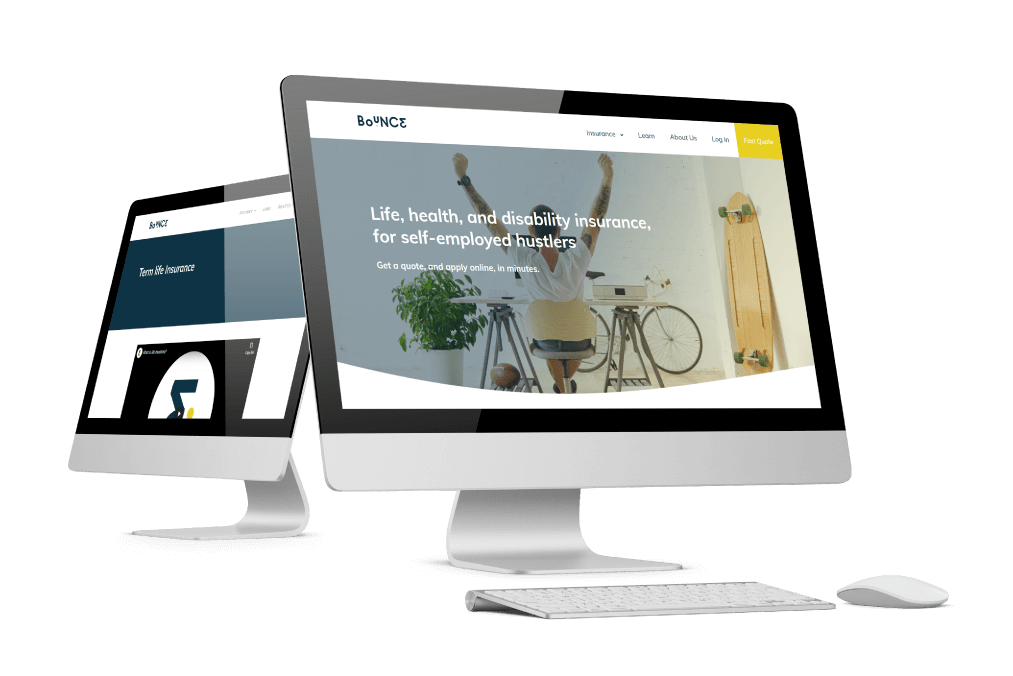 BouNCE
Insurance
Learn
About Us
Log In
Fast Quote
Life, health, and disability insurance,
for self-employed hustlers
Get a quote, and apply online, in minutes.
BouNCE
Term life Insurance